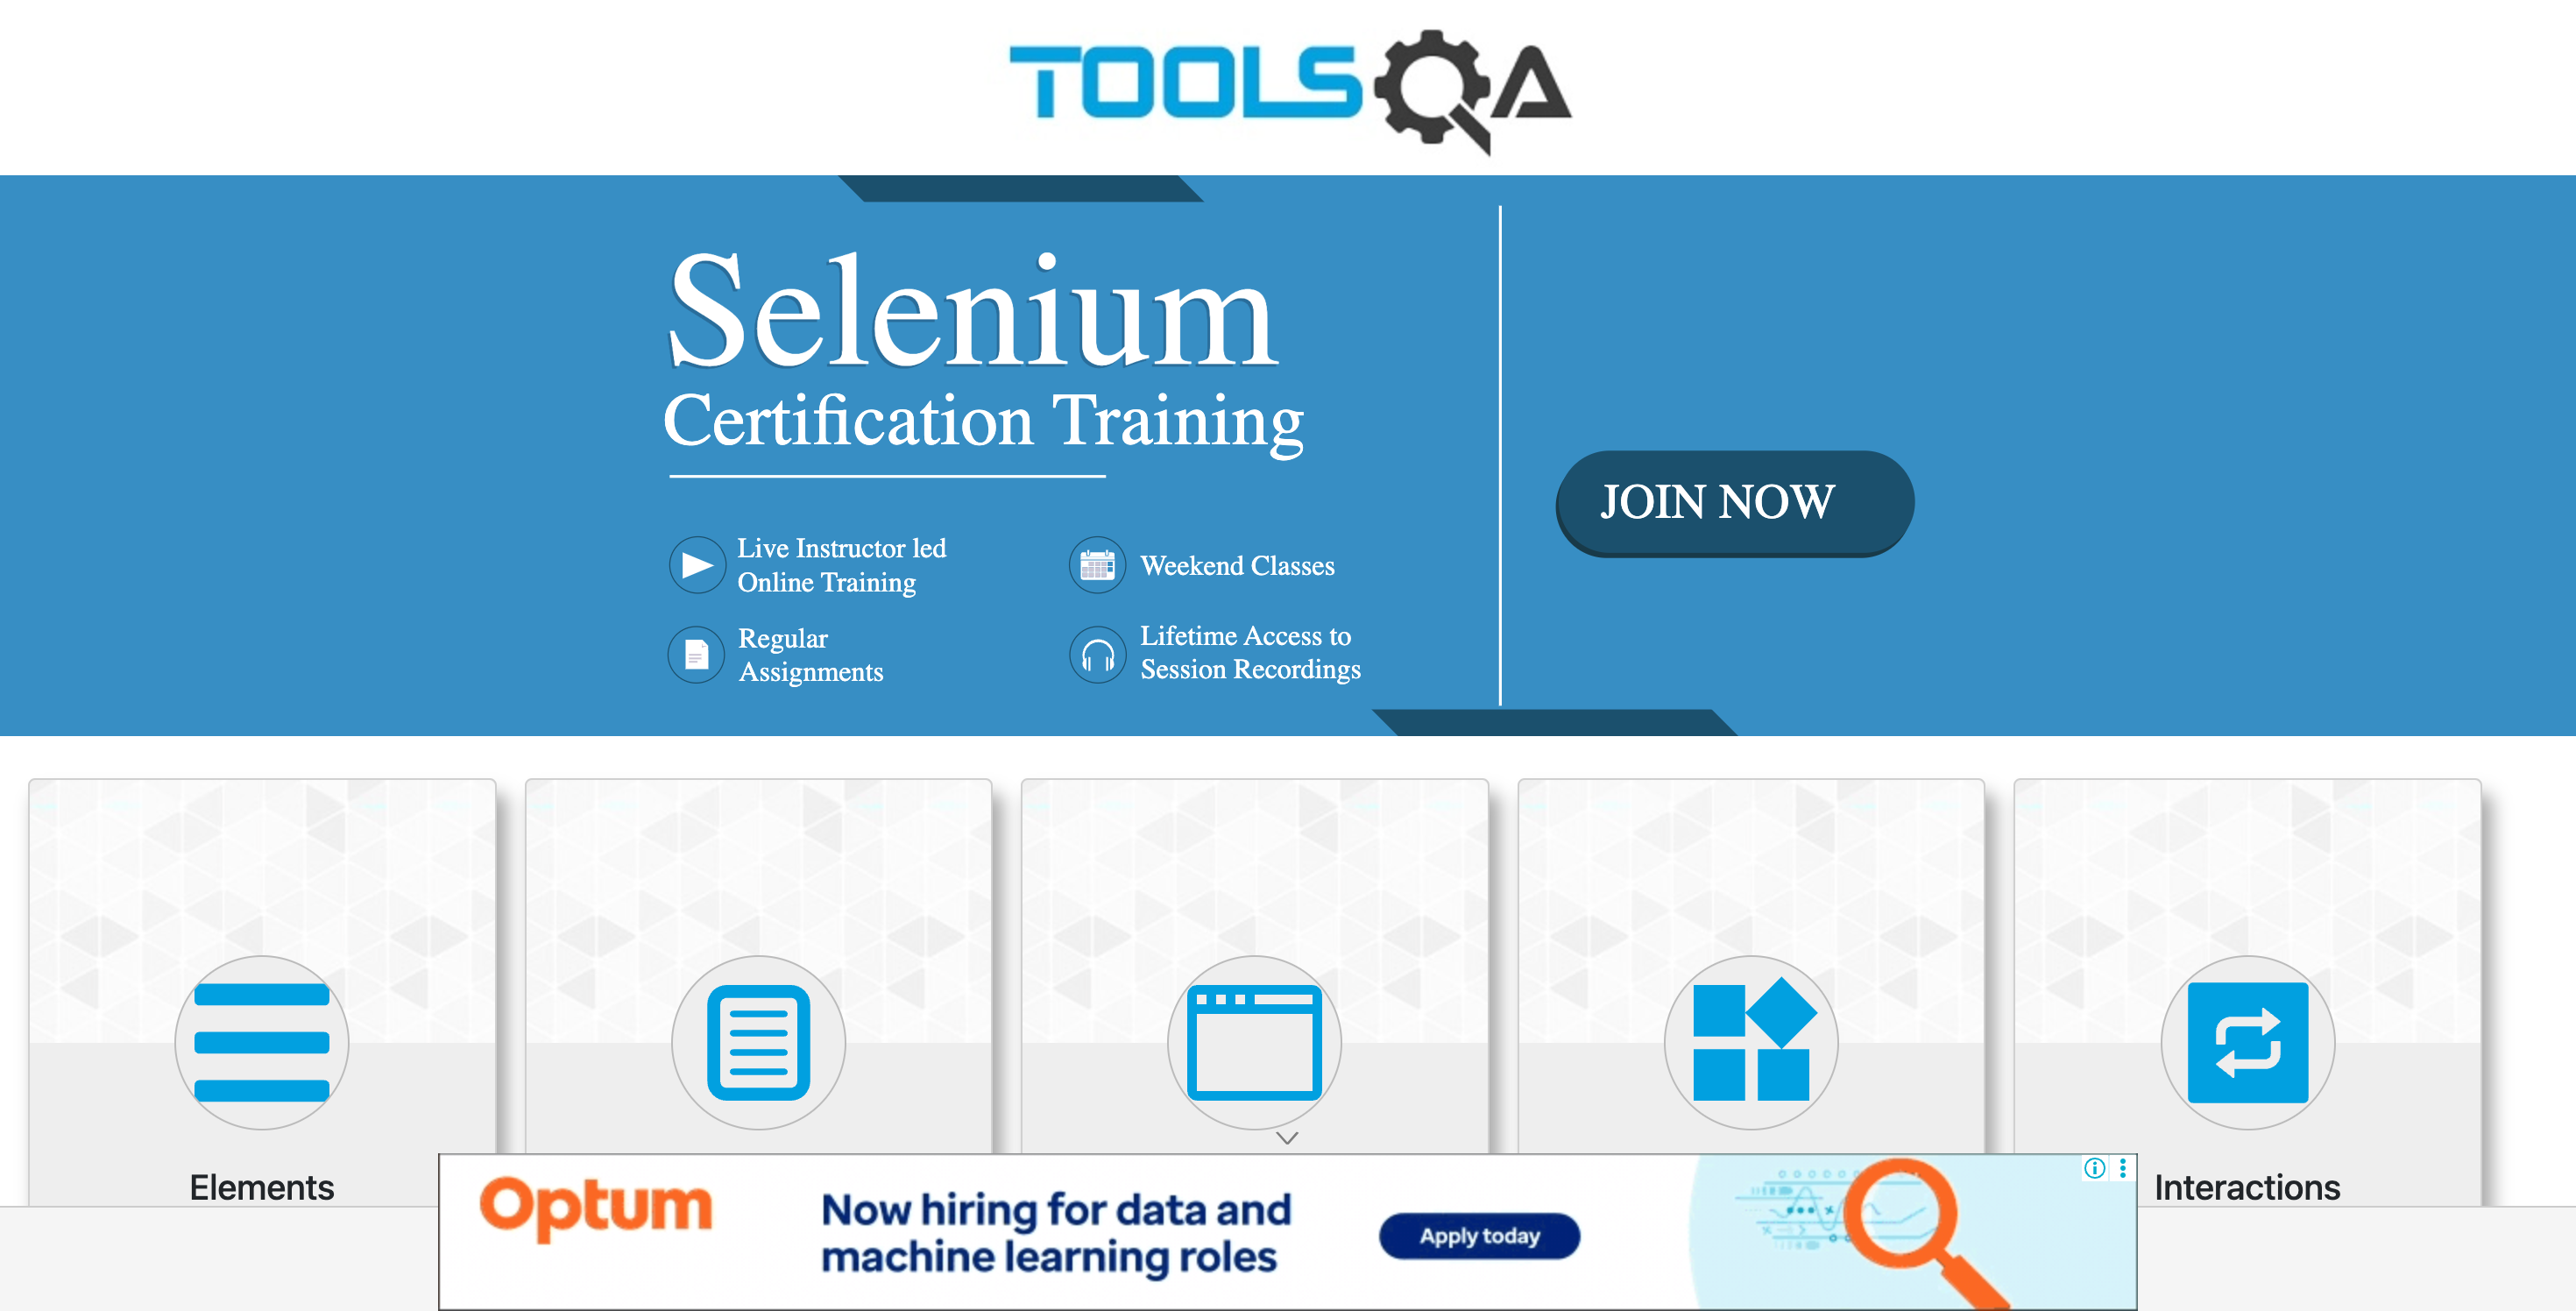 TOOLSQA
Selenium
Certification Training
Live Instructor led
Online Training
Weekend Classes
Regular
Assignments
Lifetime Access to
Session Recordings
JOIN NOW
Elements
Interactions
Optum
Now hiring for data and
machine learning roles
Apply today